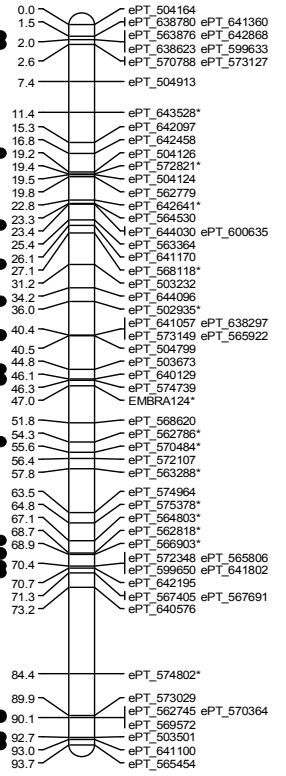 0.0 ePT_504164
1.5 ePT_638780 ePT_641360
2.0 ePT_563876 ePT_642868
ePT_638623 ePT_599633
2.6 ePT_570788 ePT_573127
7.4 ePT_504913
11.4 ePT_643528*
15.3 ePT_642097
16.8 ePT_642458
19.2 ePT_504126
19.4 ePT_572821*
19.5 ePT_504124
19.8 ePT_562779
22.8 ePT_642641*
23.3 ePT_564530
23.4 ePT_644030 ePT_600635
25.4 ePT_563364
26.1 ePT_641170
27.1 ePT_568118*
31.2 ePT_503232
34.2 ePT_644096
36.0 ePT_502935*
40.4 ePT_641057 ePT_638297
ePT_573149 ePT_565922
40.5 ePT_504799
44.8 ePT_503673
46.1 ePT_640129
46.3 ePT_574739
47.0 EMBRA124*
51.8 ePT_568620
54.3 ePT_562786*
55.6 ePT_570484*
56.4 ePT_572107
57.8 ePT_563288*
63.5 ePT_574964
64.8 ePT_575378*
67.1 ePT_564803*
68.7 ePT_562818*
68.9 ePT_566903*
70.4 ePT_572348 ePT_565806
ePT_599650 ePT_641802
70.7 ePT_642195
71.3 ePT_567405 ePT_567691
73.2 ePT_640576
84.4 ePT_574802*
89.9 ePT_573029
90.1 ePT_562745 ePT_570364
ePT_569572
92.7 ePT_503501
93.0 ePT_641100
93.7 ePT_565454